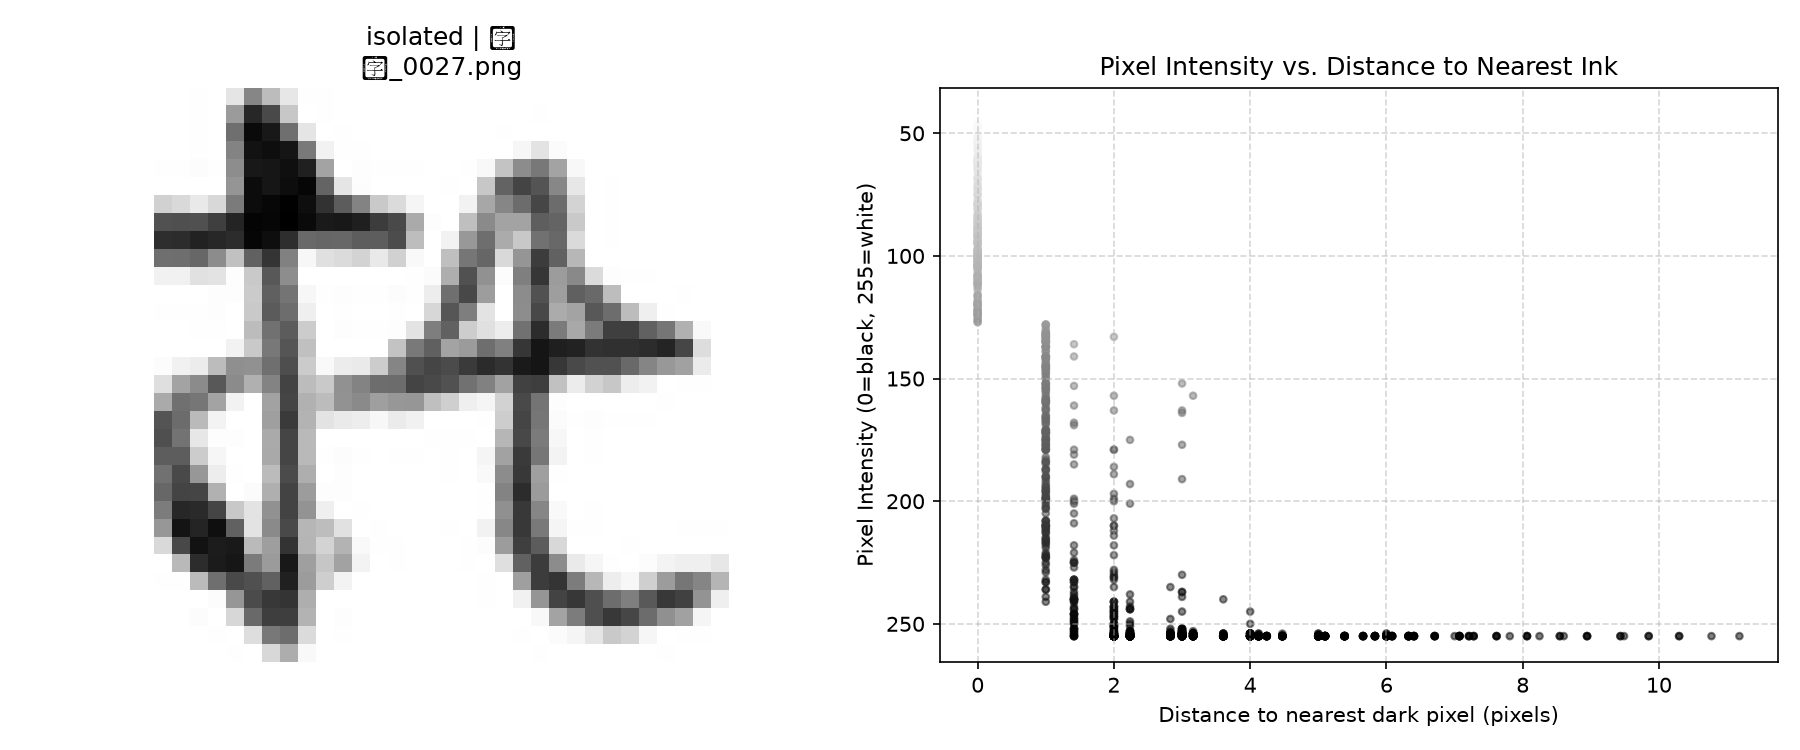 isolated |
_0027.png
托
Pixel Intensity vs. Distance to Nearest Ink
Pixel Intensity (0=black, 255=white)
50
100
150
200
250
0 2 4 6 8 10
Distance to nearest dark pixel (pixels)